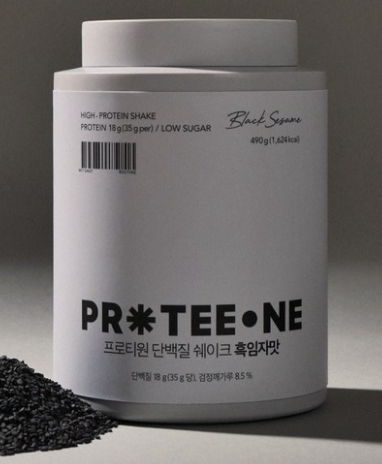 HIGH-PROTEIN SHAKE
PROTEIN 18g(35g per) / LOW SUGAR
Black Sesame
490g(1,624kcal)
PR✱TEE●NE
프로티원 단백질 쉐이크 흑임자맛
단백질 18g(35g 당), 검정깨가루 8.5%